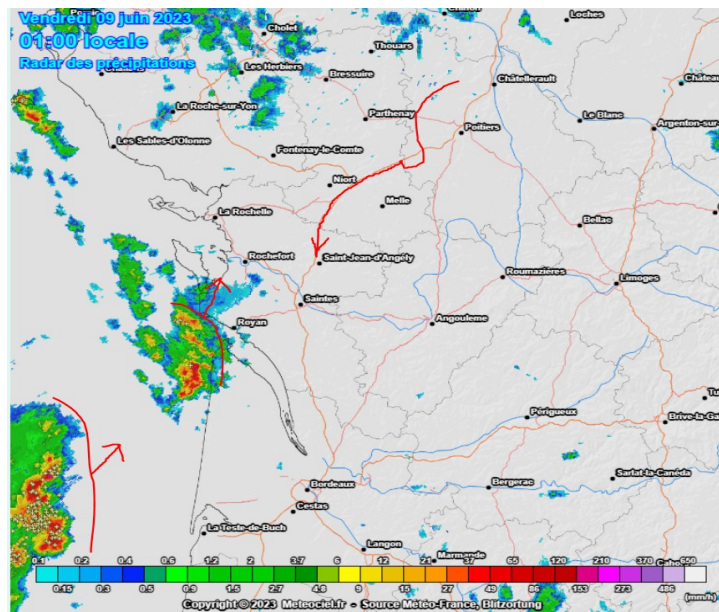 Vendredi 09 juin 2023
01:00 locale
Radar des précipitations
Cholet
Thouars
Loches
Les Herbiers
Bressuire
Châtellerault
La Roche-sur-Yon
Parthenay
Le Blanc
Argenton-sur-
Poitiers
Les Sables-d'Olonne
Fontenay-le-Comte
Niort
Melle
La Rochelle
Bellac
Rochefort
Saint-Jean-d'Angély
Roumazières
Limoges
Saintes
Royan
Angouleme
Tu
Périgueux
Brive-la-Ga
Sarlat-la-Canéda
Bordeaux
Bergerac
Cestas
La Teste-de-Buch
Langon
Marmande
0.1 0.2 0.3 0.4 0.6 1.2 2 3.7 6 12 21 37 65 120 210 370 650
0.15 0.3 0.5 0.9 1.5 2.7 4.8 9 15 27 49 86 153 273 486 (mm/h)
Copyright © 2023 Meteociel.fr - Source Météo-France, Blitzortung